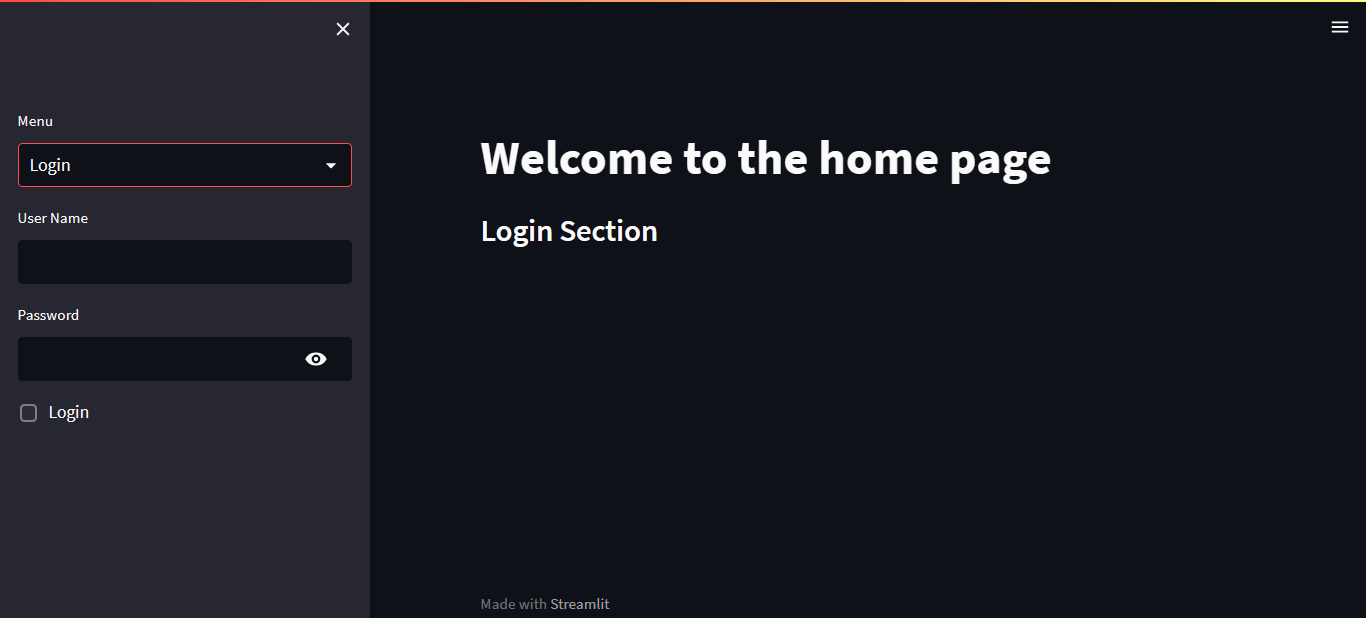 Menu
Login
User Name
Password
Login
Welcome to the home page
Login Section
Made with Streamlit